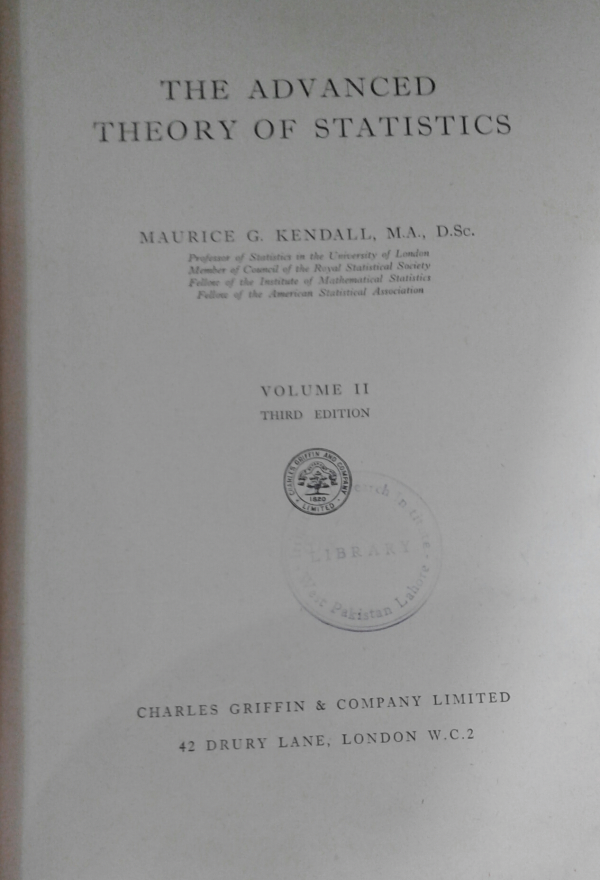 THE ADVANCED
THEORY OF STATISTICS
MAURICE G. KENDALL, M.A., D.Sc.
Professor of Statistics in the University of London
Member of Council of the Royal Statistical Society
Fellow of the Institute of Mathematical Statistics
Fellow of the American Statistical Association
VOLUME II
THIRD EDITION
CHARLES GRIFFIN AND COMPANY
1820
LIMITED
LIBRARY
West Pakistan Lahore
CHARLES GRIFFIN & COMPANY LIMITED
42 DRURY LANE, LONDON W.C.2